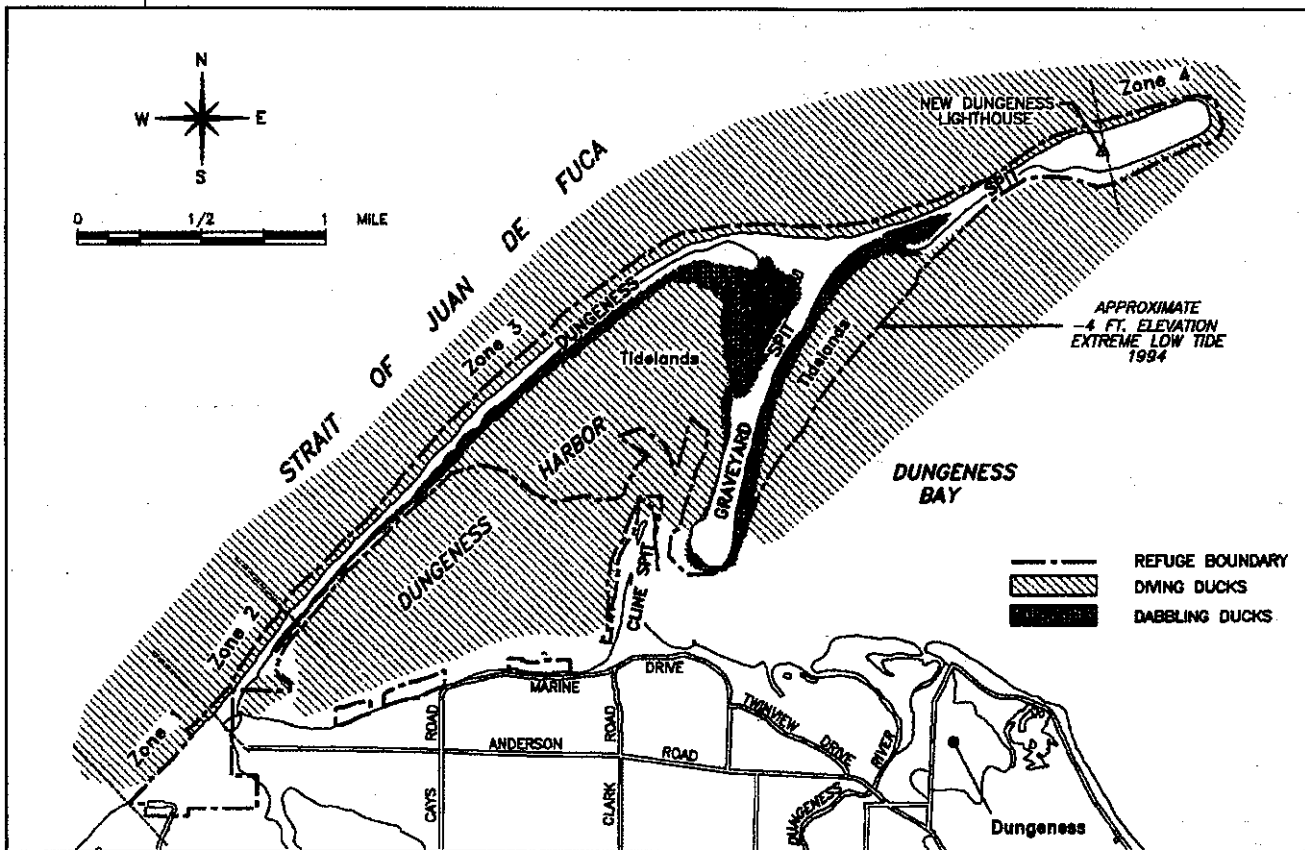 N
W E
S
0 1/2 1 MILE
STRAIT OF JUAN DE FUCA
Zone 4
NEW DUNGENESS
LIGHTHOUSE
SPIT
Zone 3
DUNGENESS
Tidelands
SPIT
Tidelands
APPROXIMATE
-4 FT. ELEVATION
EXTREME LOW TIDE
1994
HARBOR
GRAVEYARD
DUNGENESS
BAY
DUNGENESS
CLINE SPIT
REFUGE BOUNDARY
DIVING DUCKS
DABBLING DUCKS
Zone 2
Zone 1
MARINE DRIVE
CAYS ROAD
CLARK ROAD
ANDERSON ROAD
TWINVIEW DRIVE
DUNGENESS RIVER
Dungeness